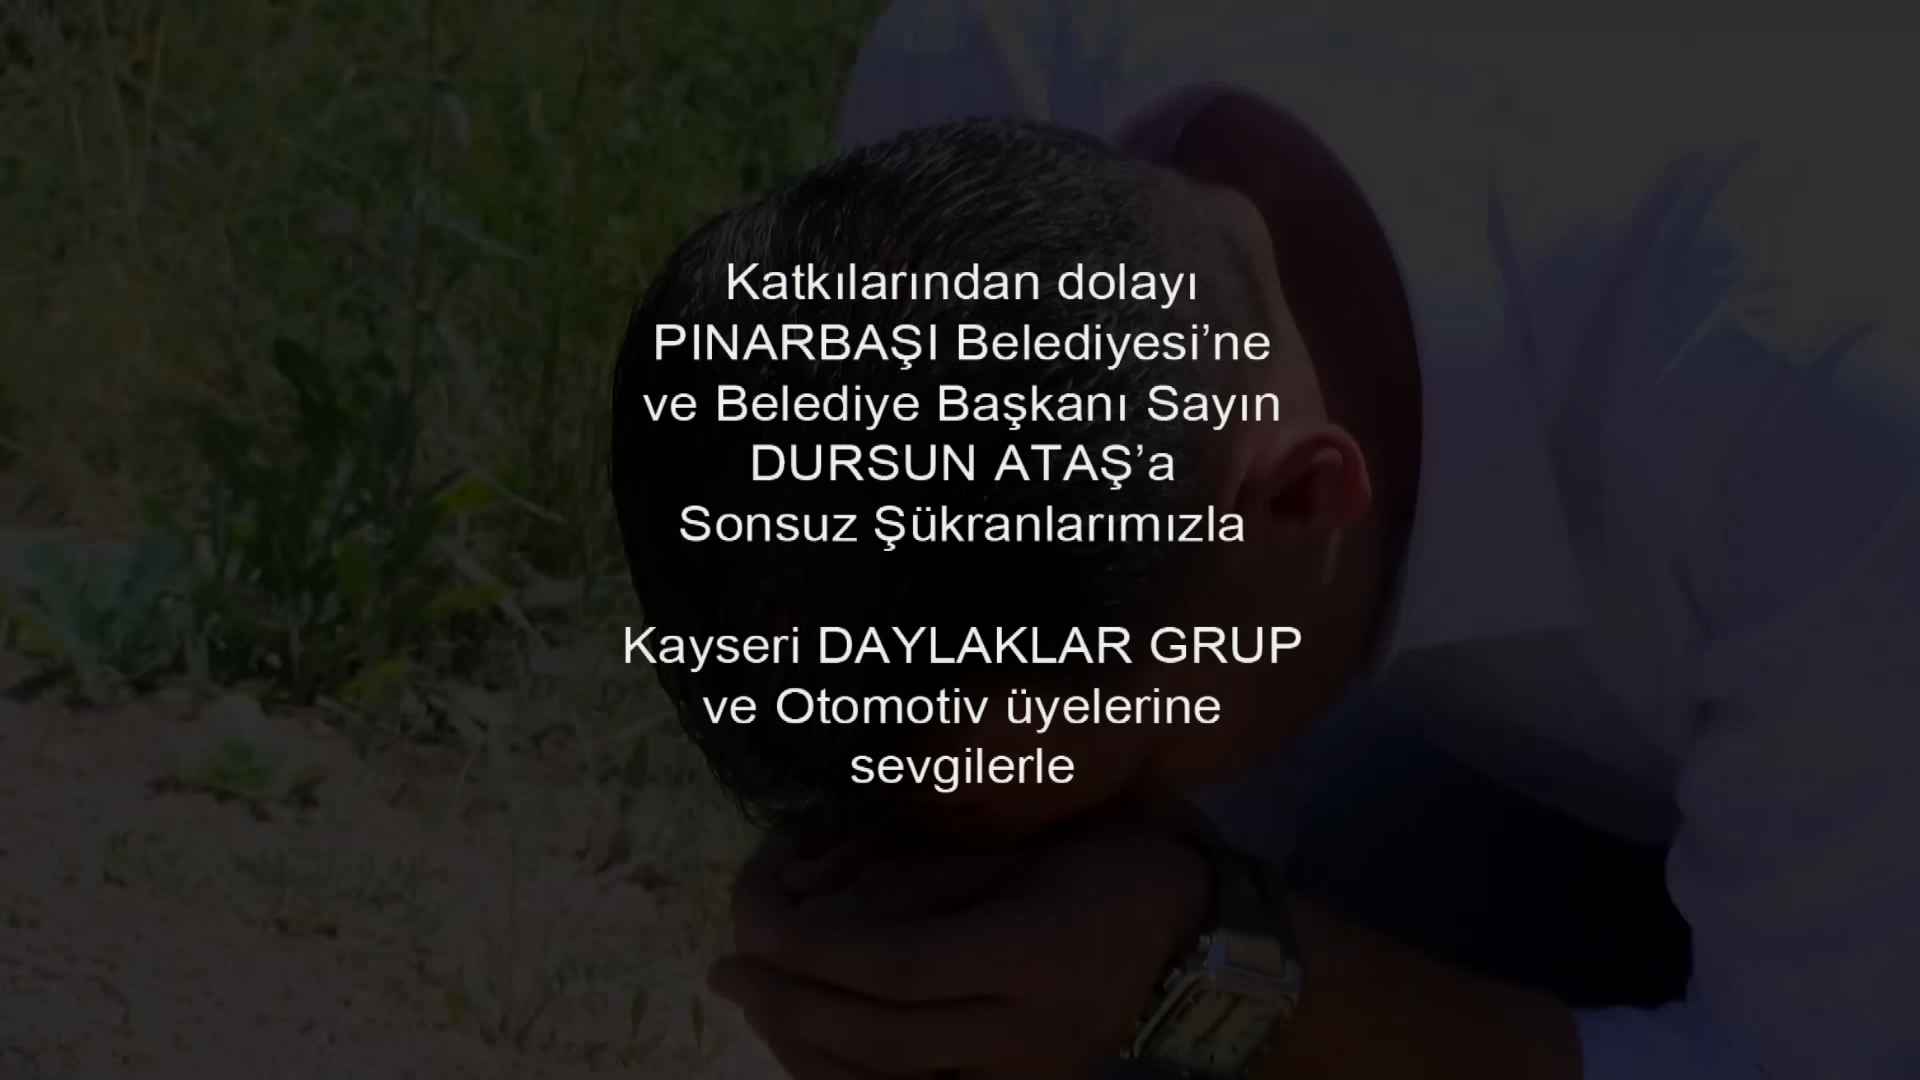 Katkılarından dolayı
PINARBAŞI Belediyesi’ne
ve Belediye Başkanı Sayın
DURSUN ATAŞ’a
Sonsuz Şükranlarımızla
Kayseri DAYLAKLAR GRUP
ve Otomotiv üyelerine
sevgilerle